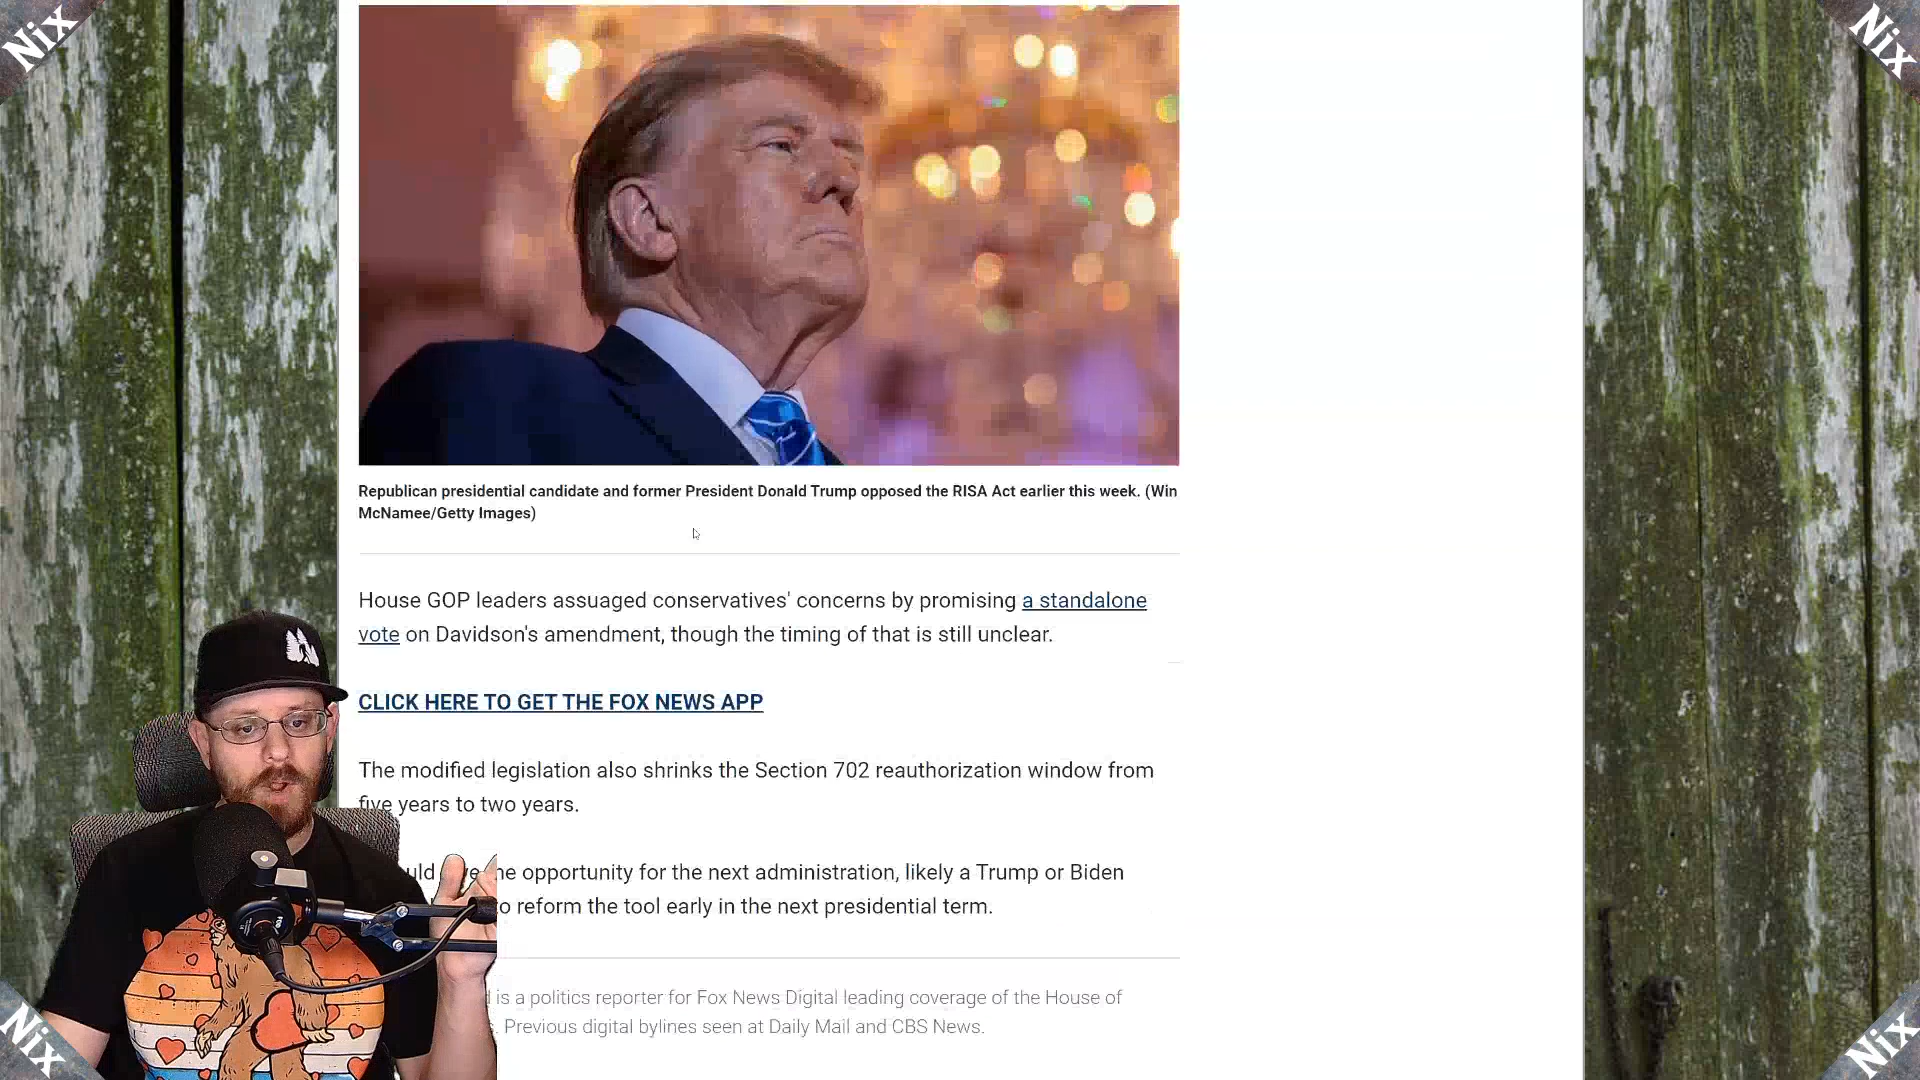 Nix
Nix
Republican presidential candidate and former President Donald Trump opposed the RISA Act earlier this week. (Win
McNamee/Getty Images)
House GOP leaders assuaged conservatives' concerns by promising a standalone
vote on Davidson's amendment, though the timing of that is still unclear.
CLICK HERE TO GET THE FOX NEWS APP
The modified legislation also shrinks the Section 702 reauthorization window from
five years to two years.
opportunity for the next administration, likely a Trump or Biden
to reform the tool early in the next presidential term.
is a politics reporter for Fox News Digital leading coverage of the House of
Previous digital bylines seen at Daily Mail and CBS News.
Nix
Nix